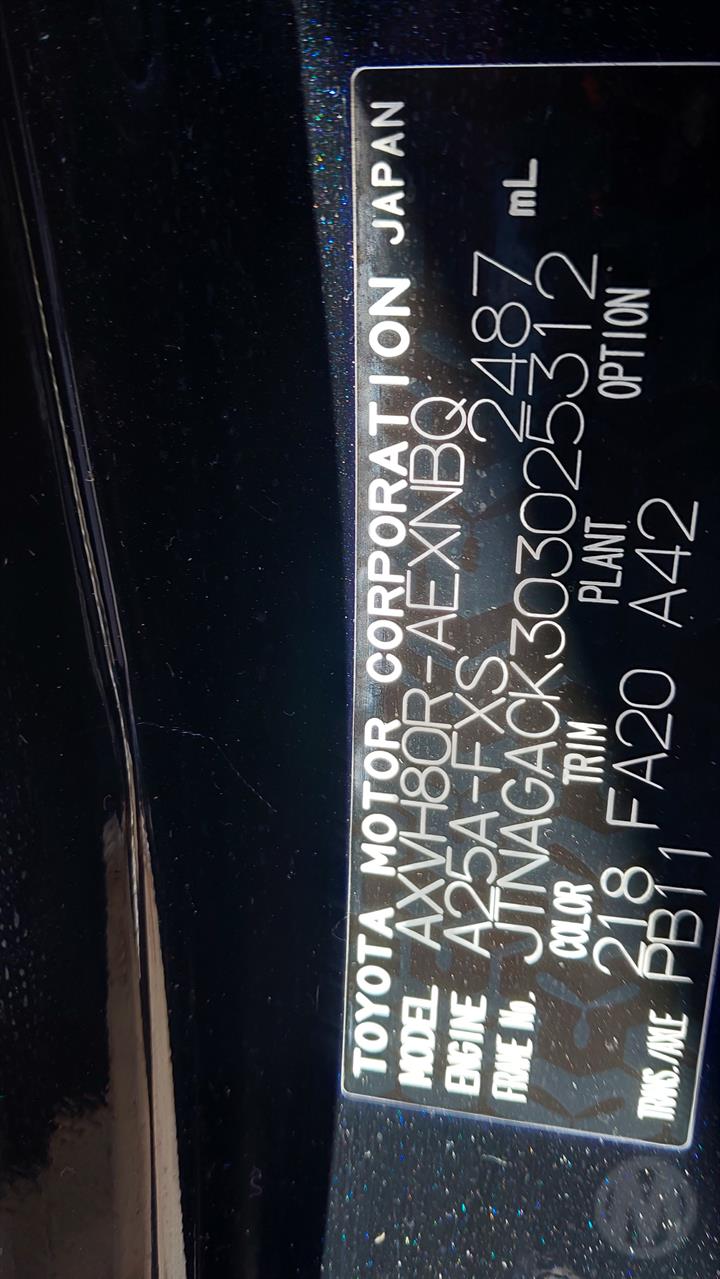 TOYOTA MOTOR CORPORATION JAPAN
MODEL AXVH80R-AEXNBQ
ENGINE A25A-FXS 2487 mL
FRAME No. JTNAGACK303025312
COLOR TRIM PLANT OPTION
218 FA20 A42
TRANS./AXLE PB11
M